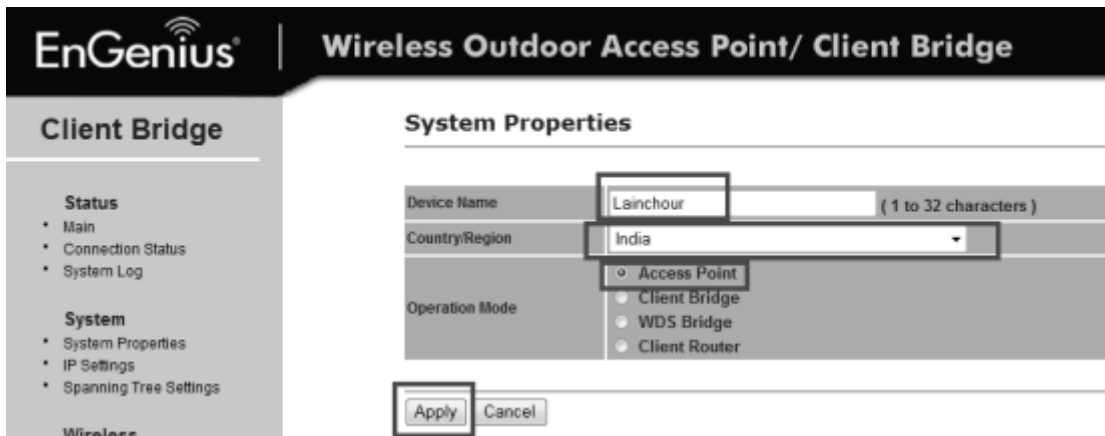 EnGenius®
Wireless Outdoor Access Point/ Client Bridge
Client Bridge
Status
Main
Connection Status
System Log
System
System Properties
IP Settings
Spanning Tree Settings
Wireless
System Properties
Device Name Lainchour ( 1 to 32 characters )
Country/Region India
Operation Mode
Access Point
Client Bridge
WDS Bridge
Client Router
Apply Cancel